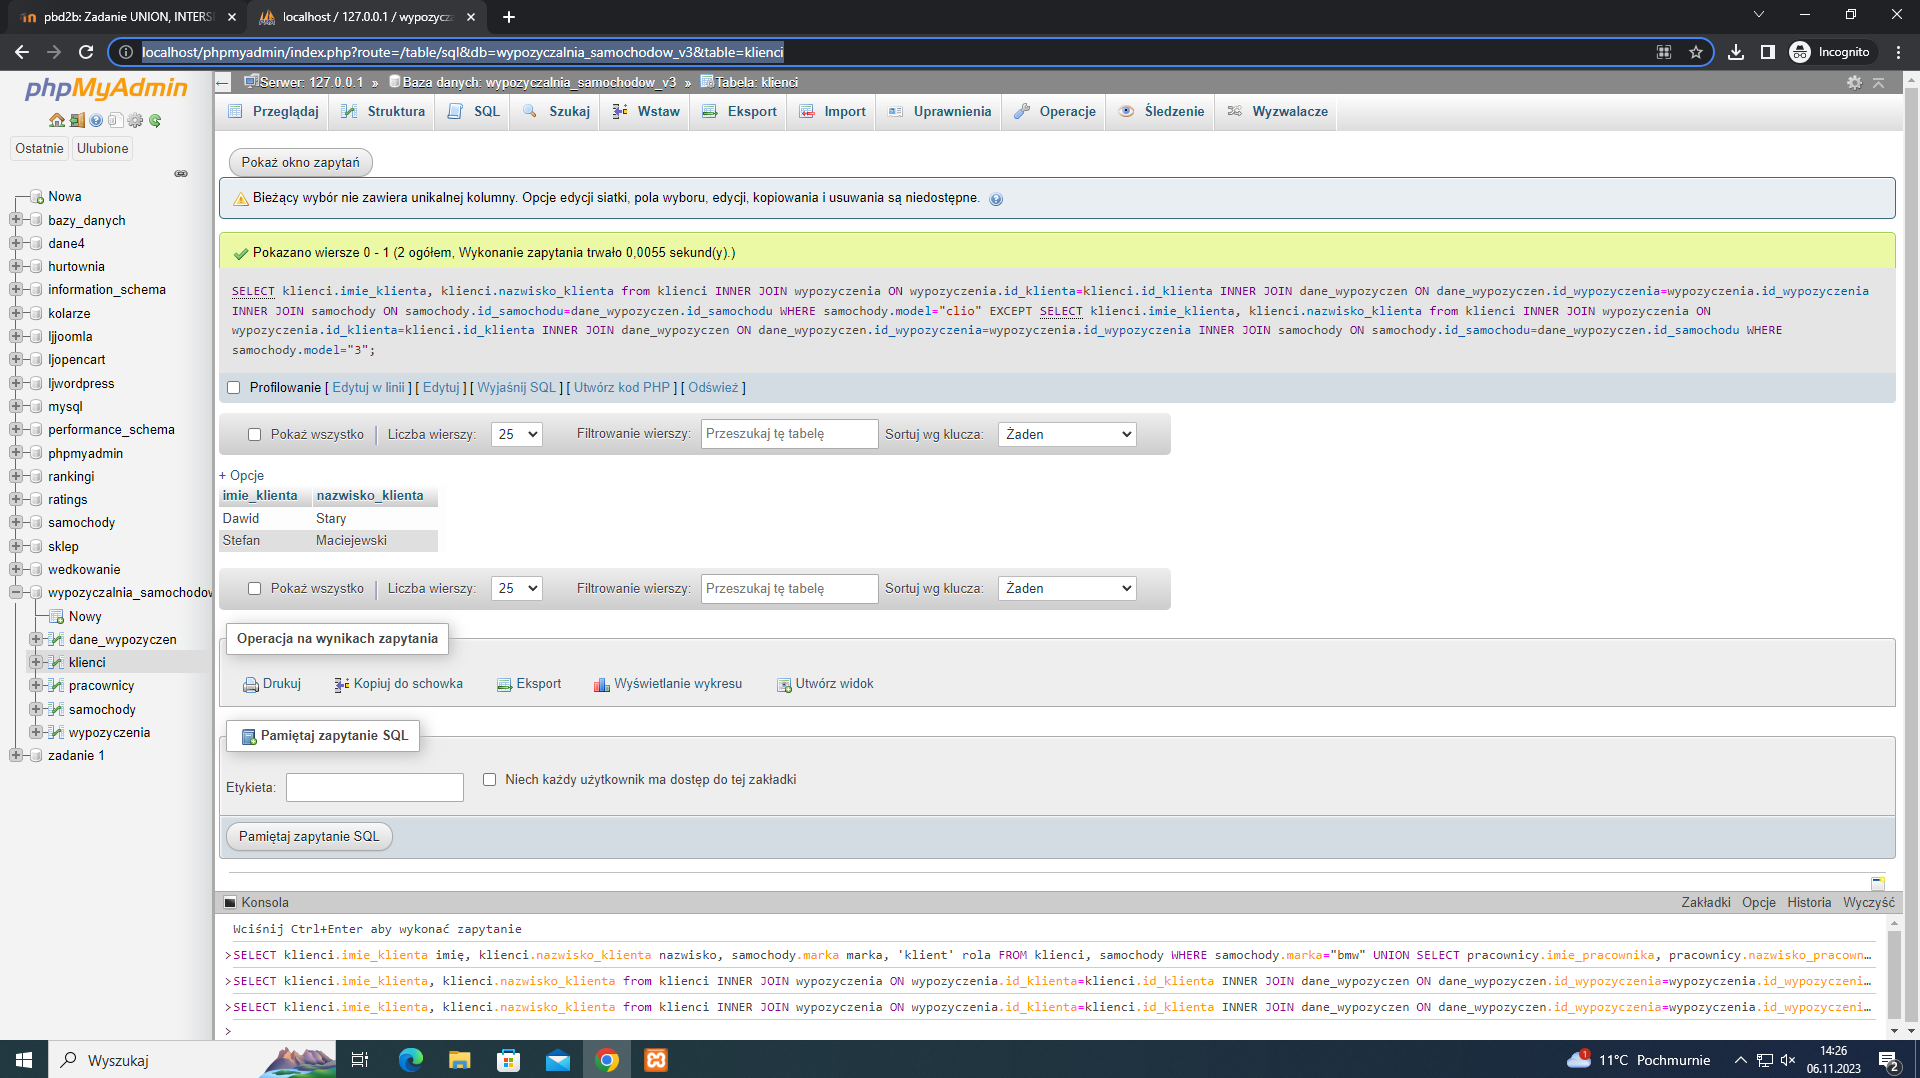 pbd2b: Zadanie UNION, INTERS
localhost / 127.0.0.1 / wypozycza
localhost/phpmyadmin/index.php?route=/table/sql&db=wypozyczalnia_samochodow_v3&table=klienci
Incognito
phpMyAdmin
Ostatnie
Ulubione
Nowa
bazy_danych
dane4
hurtownia
information_schema
kolarze
ljjoomla
ljopencart
ljwordpress
mysql
performance_schema
phpmyadmin
rankingi
ratings
samochody
sklep
wedkowanie
wypozyczalnia_samochodow
Nowy
dane_wypozyczen
klienci
pracownicy
samochody
wypozyczenia
zadanie 1
Serwer: 127.0.0.1 » Baza danych: wypozyczalnia_samochodow_v3 » Tabela: klienci
Przeglądaj Struktura SQL Szukaj Wstaw Eksport Import Uprawnienia Operacje Śledzenie Wyzwalacze
Pokaż okno zapytań
Bieżący wybór nie zawiera unikalnej kolumny. Opcje edycji siatki, pola wyboru, edycji, kopiowania i usuwania są niedostępne.
Pokazano wiersze 0 - 1 (2 ogółem, Wykonanie zapytania trwało 0,0055 sekund(y).)
SELECT klienci.imie_klienta, klienci.nazwisko_klienta from klienci INNER JOIN wypozyczenia ON wypozyczenia.id_klienta=klienci.id_klienta INNER JOIN dane_wypozyczen ON dane_wypozyczen.id_wypozyczenia=wypozyczenia.id_wypozyczenia
INNER JOIN samochody ON samochody.id_samochodu=dane_wypozyczen.id_samochodu WHERE samochody.model="clio" EXCEPT SELECT klienci.imie_klienta, klienci.nazwisko_klienta from klienci INNER JOIN wypozyczenia ON
wypozyczenia.id_klienta=klienci.id_klienta INNER JOIN dane_wypozyczen ON dane_wypozyczen.id_wypozyczenia=wypozyczenia.id_wypozyczenia INNER JOIN samochody ON samochody.id_samochodu=dane_wypozyczen.id_samochodu WHERE
samochody.model="3";
Profilowanie [ Edytuj w linii ] [ Edytuj ] [ Wyjaśnij SQL ] [ Utwórz kod PHP ] [ Odśwież ]
Pokaż wszystko Liczba wierszy: 25 Filtrowanie wierszy: Przeszukaj tę tabelę Sortuj wg klucza: Żaden
+ Opcje
imie_klienta nazwisko_klienta
Dawid Stary
Stefan Maciejewski
Pokaż wszystko Liczba wierszy: 25 Filtrowanie wierszy: Przeszukaj tę tabelę Sortuj wg klucza: Żaden
Operacja na wynikach zapytania
Drukuj Kopiuj do schowka Eksport Wyświetlanie wykresu Utwórz widok
Pamiętaj zapytanie SQL
Etykieta: Niech każdy użytkownik ma dostęp do tej zakładki
Pamiętaj zapytanie SQL
Konsola Zakładki Opcje Historia Wyczyść
Wciśnij Ctrl+Enter aby wykonać zapytanie
>SELECT klienci.imie_klienta imię, klienci.nazwisko_klienta nazwisko, samochody.marka marka, 'klient' rola FROM klienci, samochody WHERE samochody.marka="bmw" UNION SELECT pracownicy.imie_pracownika, pracownicy.nazwisko_pracown…
>SELECT klienci.imie_klienta, klienci.nazwisko_klienta from klienci INNER JOIN wypozyczenia ON wypozyczenia.id_klienta=klienci.id_klienta INNER JOIN dane_wypozyczen ON dane_wypozyczen.id_wypozyczenia=wypozyczenia.id_wypozyczeni…
>SELECT klienci.imie_klienta, klienci.nazwisko_klienta from klienci INNER JOIN wypozyczenia ON wypozyczenia.id_klienta=klienci.id_klienta INNER JOIN dane_wypozyczen ON dane_wypozyczen.id_wypozyczenia=wypozyczenia.id_wypozyczeni…
>
Wyszukaj
1
11°C Pochmurnie
14:26
06.11.2023
2